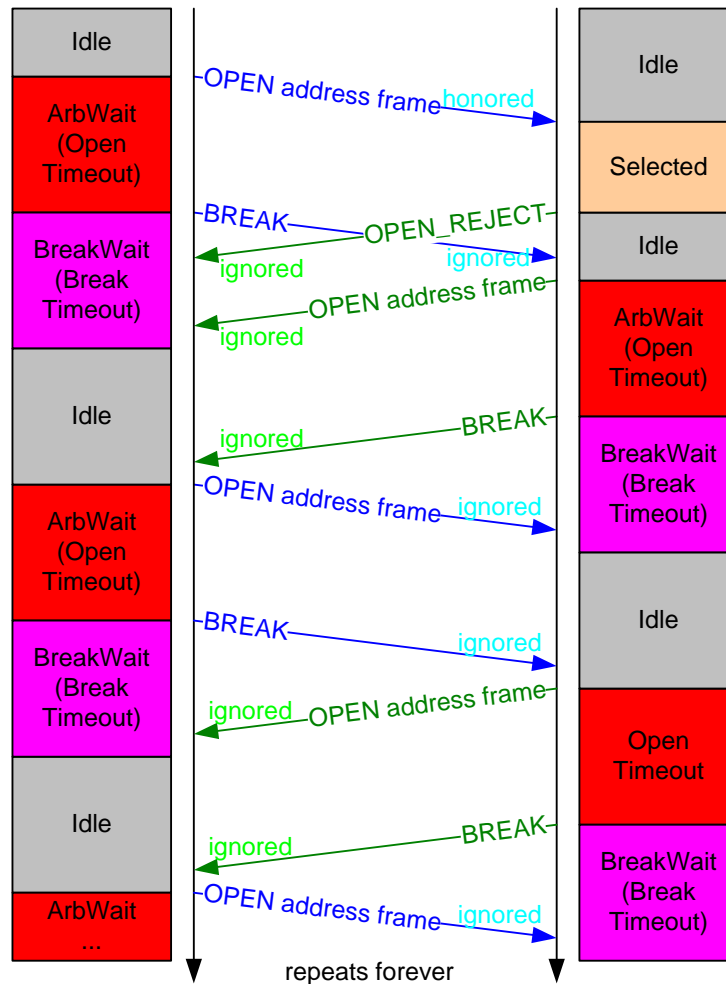 Idle
Idle
OPEN address frame honored
ArbWait
(Open
Timeout)
Selected
BREAK
OPEN_REJECT
BreakWait
(Break
Timeout)
ignored
ignored
Idle
OPEN address frame
ignored
ArbWait
(Open
Timeout)
Idle
BREAK
ignored
BreakWait
(Break
Timeout)
OPEN address frame ignored
ArbWait
(Open
Timeout)
Idle
BREAK
ignored
BreakWait
(Break
Timeout)
ignored OPEN address frame
Open
Timeout
Idle
BREAK
ignored
BreakWait
(Break
Timeout)
OPEN address frame ignored
ArbWait
...
repeats forever